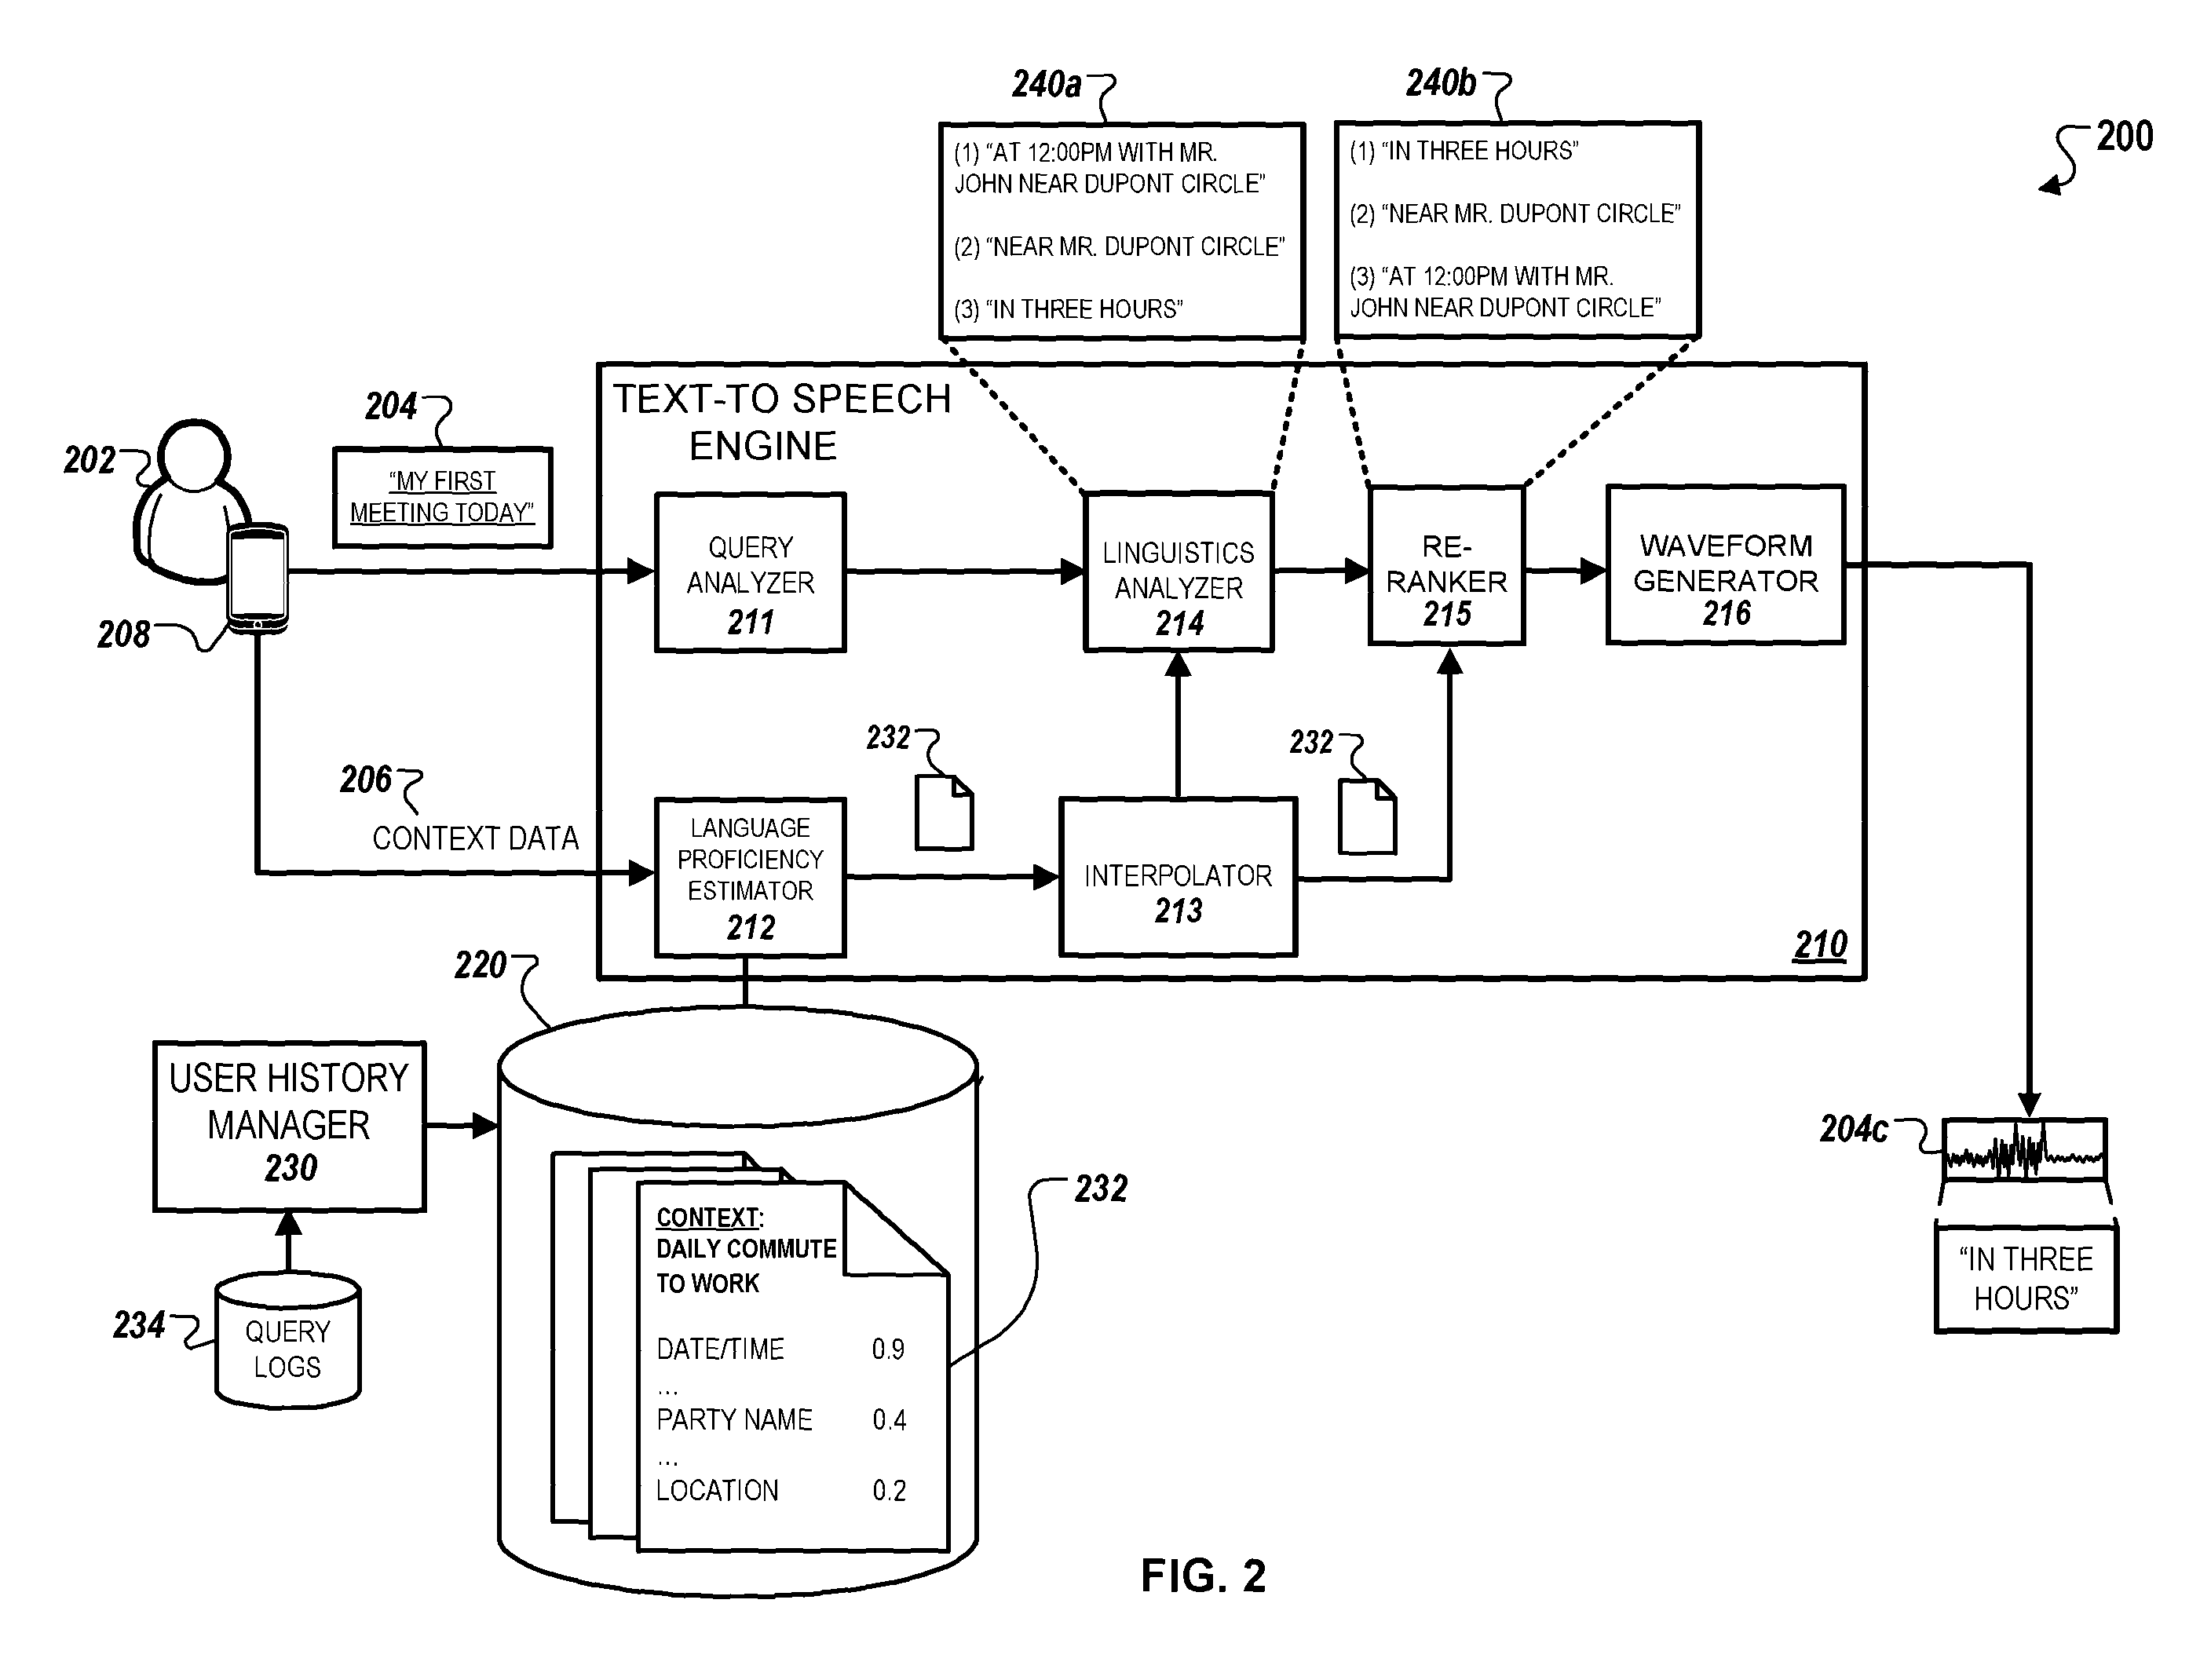 240a
240b
200
(1) “AT 12:00PM WITH MR.
JOHN NEAR DUPONT CIRCLE”
(2) “NEAR MR. DUPONT CIRCLE”
(3) “IN THREE HOURS”
(1) “IN THREE HOURS”
(2) “NEAR MR. DUPONT CIRCLE”
(3) “AT 12:00PM WITH MR.
JOHN NEAR DUPONT CIRCLE”
TEXT-TO SPEECH
ENGINE
204
202
“MY FIRST
MEETING TODAY”
208
QUERY
ANALYZER
211
LINGUISTICS
ANALYZER
214
RE-
RANKER
215
WAVEFORM
GENERATOR
216
206
CONTEXT DATA
232
232
LANGUAGE
PROFICIENCY
ESTIMATOR
212
INTERPOLATOR
213
210
220
USER HISTORY
MANAGER
230
234
QUERY
LOGS
232
CONTEXT:
DAILY COMMUTE
TO WORK
DATE/TIME 0.9
...
PARTY NAME 0.4
...
LOCATION 0.2
204c
“IN THREE
HOURS”
FIG. 2